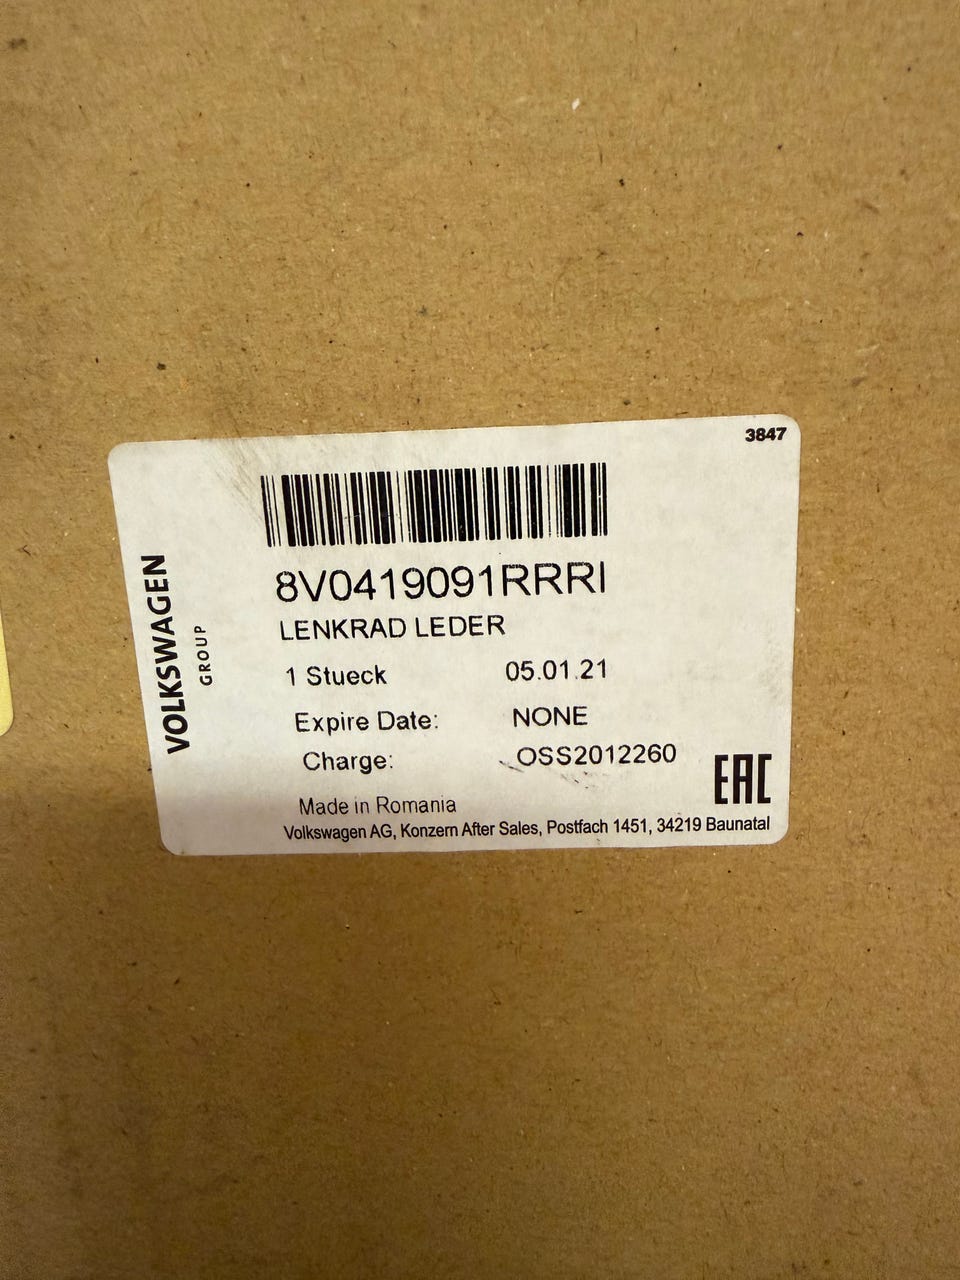 3847
8V0419091RRRI
LENKRAD LEDER
1 Stueck 05.01.21
Expire Date: NONE
Charge: OSS2012260
Made in Romania
Volkswagen AG, Konzern After Sales, Postfach 1451, 34219 Baunatal
EAC
VOLKSWAGEN
GROUP